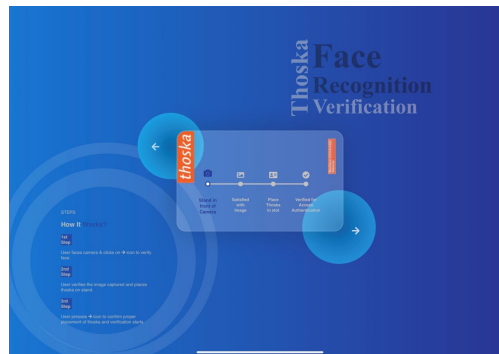 Thoska
Face
Recognition
Verification
thoska
Stand in
front of
Camera
Satisfied
with
Image
Place
Thoska
in slot
Verified by
Access
Authentication
STEPS
How It Works?
1st
Step
User faces camera & clicks on → icon to verify
face
2nd
Step
User verifies the image captured and places
thoska on stand
3rd
Step
User presses → icon to confirm proper
placement of thoska and verification starts